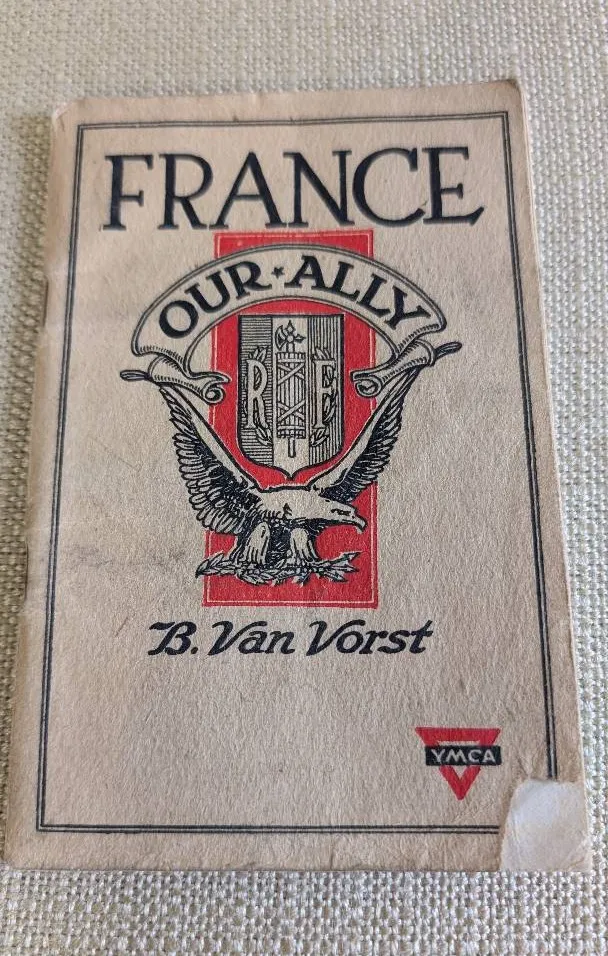 FRANCE
OUR★ALLY
R F
B. Van Vorst
YMCA